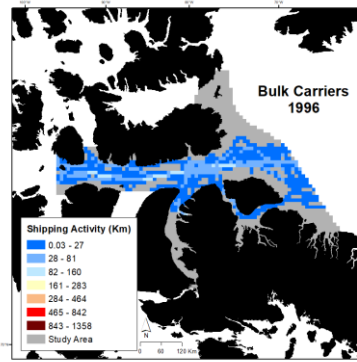 Bulk Carriers
1996
Shipping Activity (Km)
0.03 - 27
28 - 81
82 - 160
161 - 283
284 - 464
465 - 842
843 - 1358
Study Area
N
0 60 120 Km